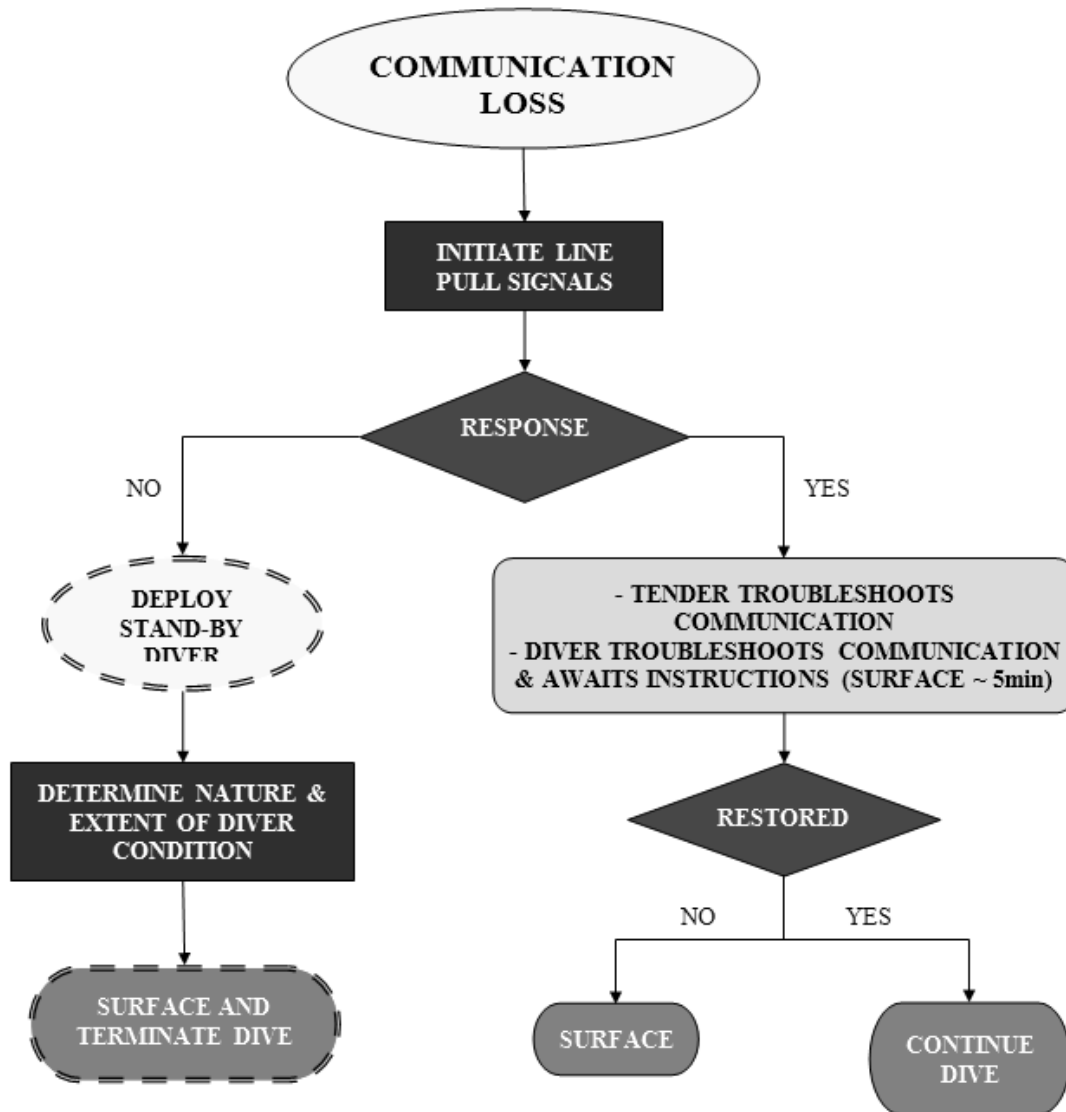 COMMUNICATION
LOSS
INITIATE LINE
PULL SIGNALS
RESPONSE
NO
YES
DEPLOY
STAND-BY
DIVER
- TENDER TROUBLESHOOTS
COMMUNICATION
- DIVER TROUBLESHOOTS COMMUNICATION
& AWAITS INSTRUCTIONS (SURFACE ~ 5min)
DETERMINE NATURE &
EXTENT OF DIVER
CONDITION
RESTORED
NO
YES
SURFACE AND
TERMINATE DIVE
SURFACE
CONTINUE
DIVE